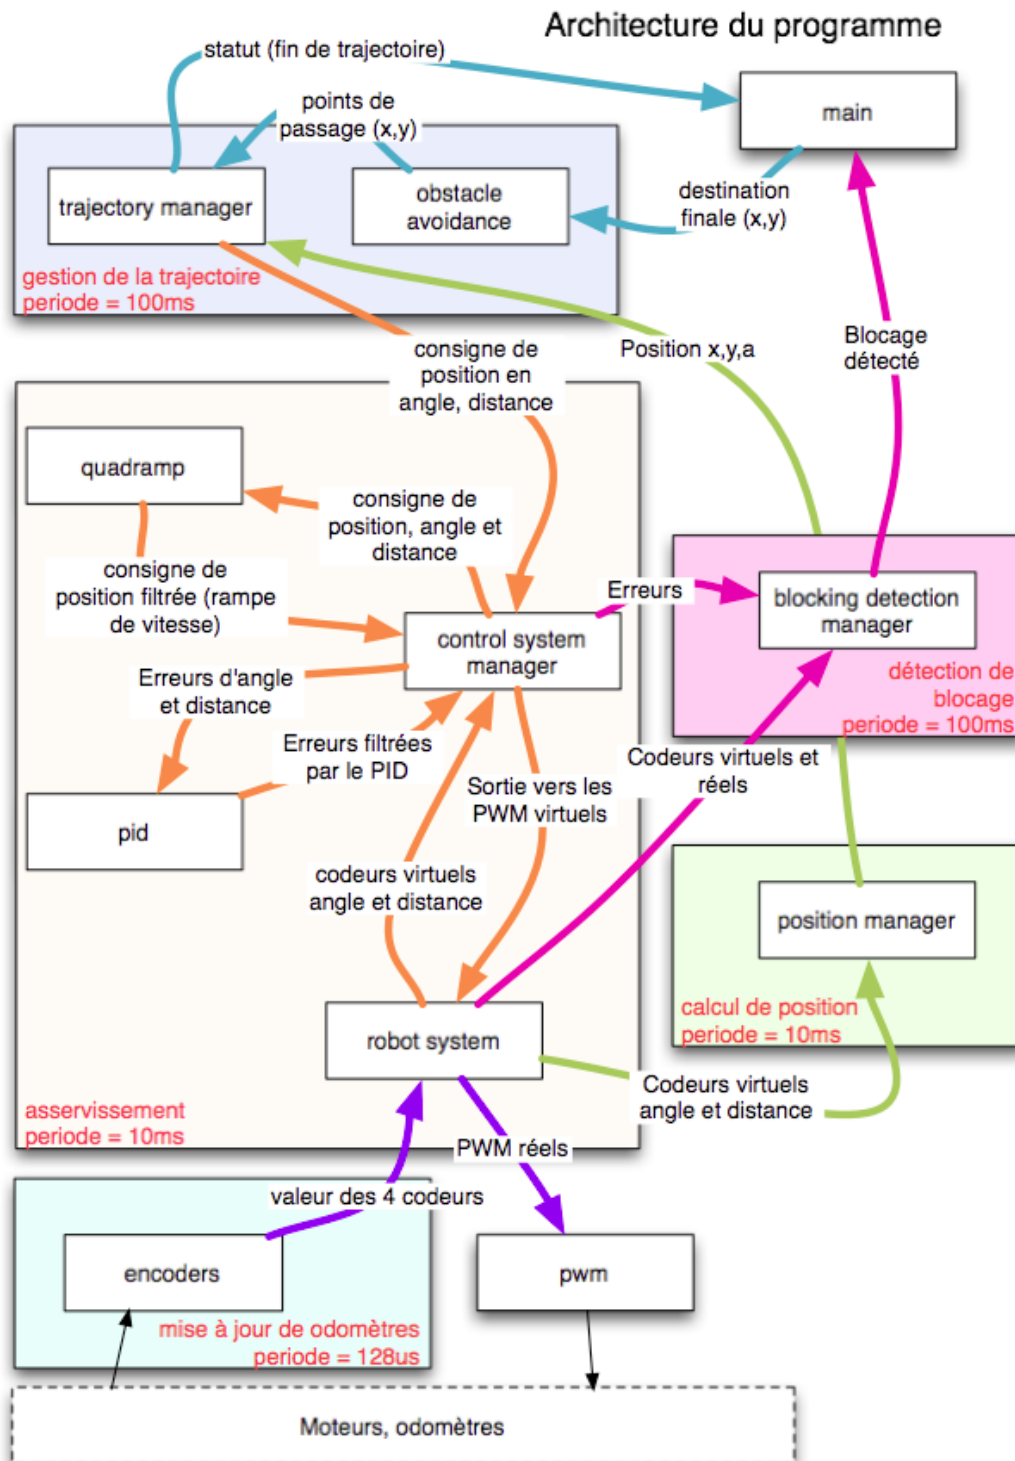 Architecture du programme
statut (fin de trajectoire)
main
points de
passage (x,y)
trajectory manager
obstacle
avoidance
destination
finale (x,y)
gestion de la trajectoire
periode = 100ms
consigne de
position en
angle, distance
Position x,y,a
Blocage
détecté
quadramp
consigne de
position, angle et
distance
consigne de
position filtrée (rampe
de vitesse)
Erreurs
blocking detection
manager
control system
manager
détection de
blocage
periode = 100ms
Erreurs d'angle
et distance
Erreurs filtrées
par le PID
Codeurs virtuels et
réels
Sortie vers les
PWM virtuels
pid
codeurs virtuels
angle et distance
position manager
calcul de position
periode = 10ms
robot system
Codeurs virtuels
angle et distance
asservissement
periode = 10ms
PWM réels
valeur des 4 codeurs
encoders
pwm
mise à jour de odomètres
periode = 128us
Moteurs, odomètres